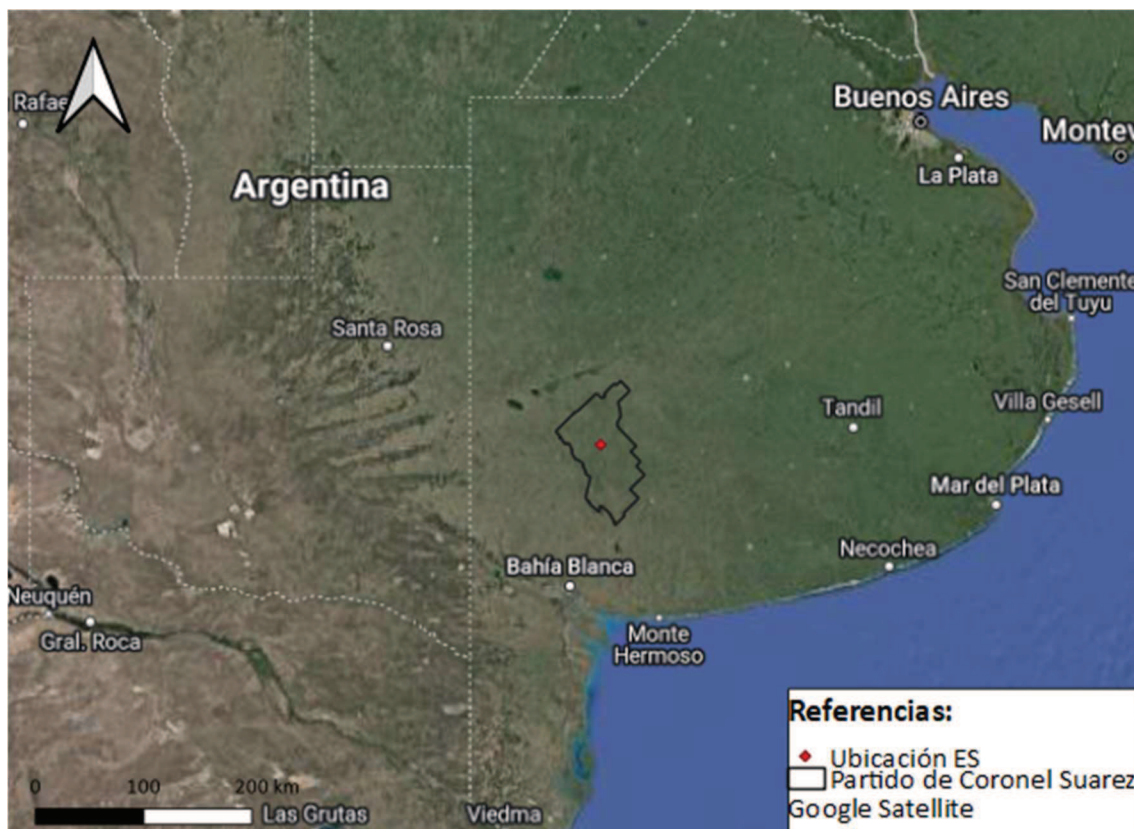 Buenos Aires
Rafae
Montev
La Plata
Argentina
San Clemente
del Tuyu
Santa Rosa
Villa Gesell
Tandil
Mar del Plata
Necochea
Bahía Blanca
Neuquén
Gral. Roca
Monte
Hermoso
Referencias:
Ubicación ES
Partido de Coronel Suarez
Google Satellite
0 100 200 km
Las Grutas
Viedma